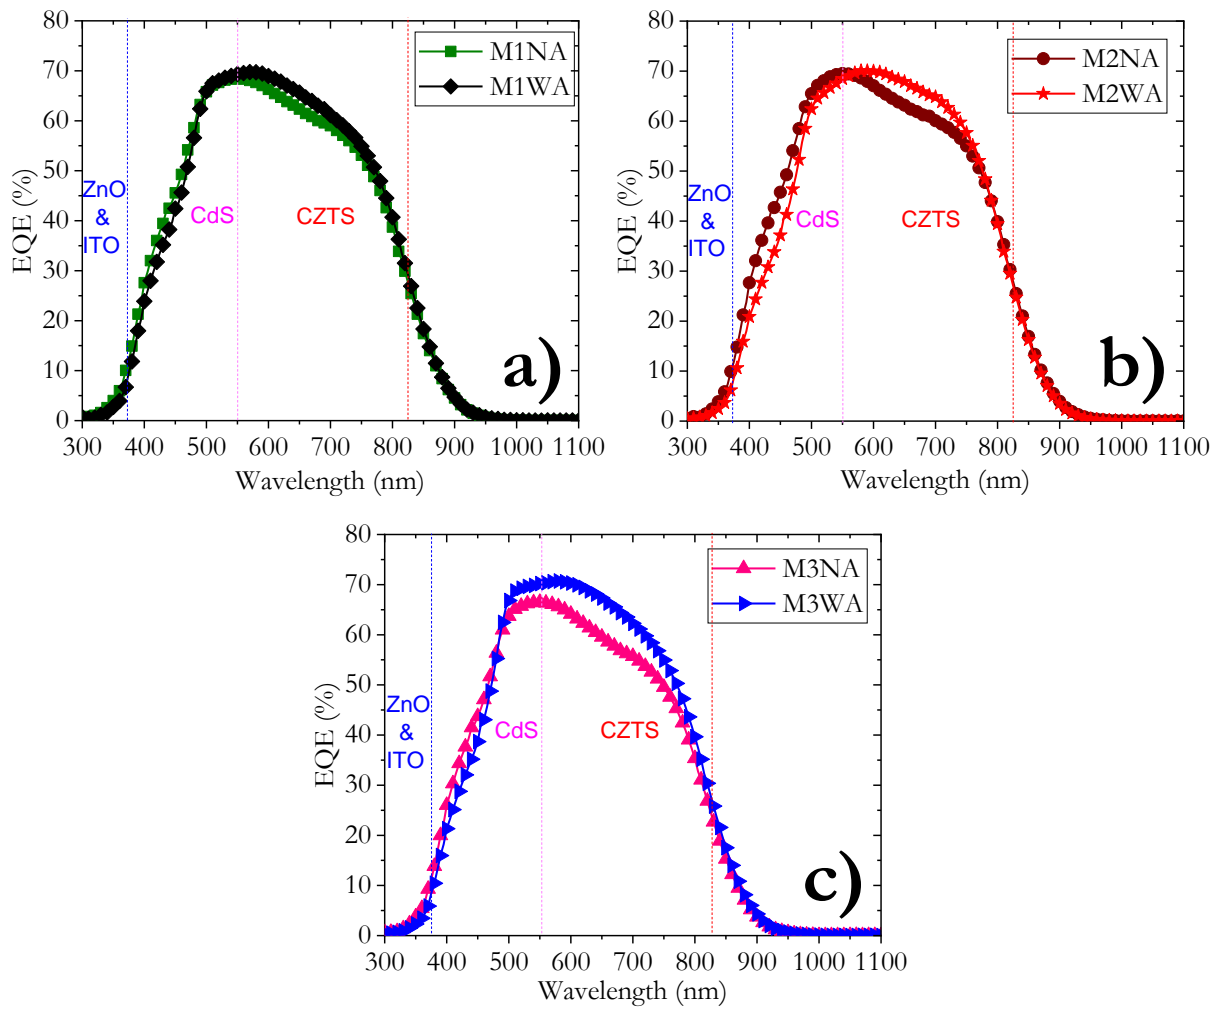 80
70
60
50
40
30
20
10
0
EQE (%)
M1NA
M1WA
ZnO
&
ITO
CdS
CZTS
a)
300 400 500 600 700 800 900 1000 1100
Wavelength (nm)
80
70
60
50
40
30
20
10
0
EQE (%)
M2NA
M2WA
ZnO
&
ITO
CdS
CZTS
b)
300 400 500 600 700 800 900 1000 1100
Wavelength (nm)
80
70
60
50
40
30
20
10
0
EQE (%)
M3NA
M3WA
ZnO
&
ITO
CdS
CZTS
c)
300 400 500 600 700 800 900 1000 1100
Wavelength (nm)